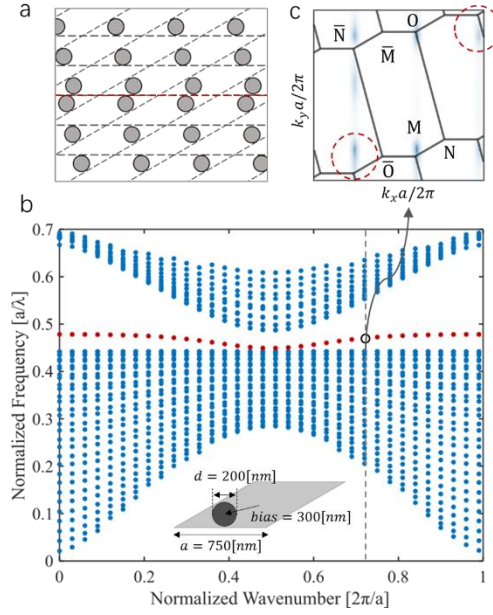 a
c
N̅
O
M̅
k_y a/2π
M
N
O̅
k_x a/2π
b
0.7
0.6
0.5
0.4
0.3
0.2
0.1
0
Normalized Frequency [a/λ]
d = 200[nm]
bias = 300[nm]
a = 750[nm]
0 0.2 0.4 0.6 0.8 1
Normalized Wavenumber [2π/a]